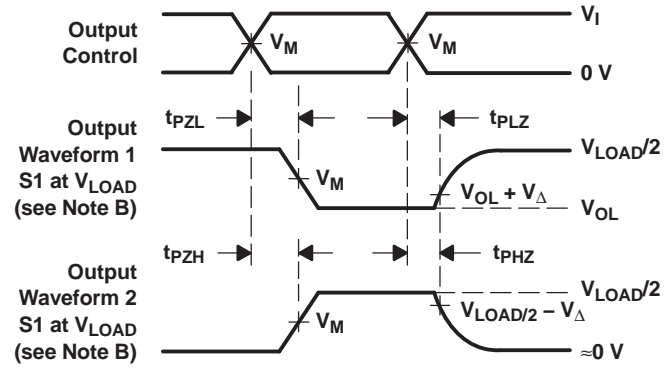 Output
Control
V_M
V_M
V_I
0 V
t_PZL
t_PLZ
Output
Waveform 1
S1 at V_LOAD
(see Note B)
V_M
V_LOAD/2
V_OL + V_Δ
V_OL
t_PZH
t_PHZ
Output
Waveform 2
S1 at V_LOAD
(see Note B)
V_M
V_LOAD/2
V_LOAD/2 − V_Δ
≈0 V